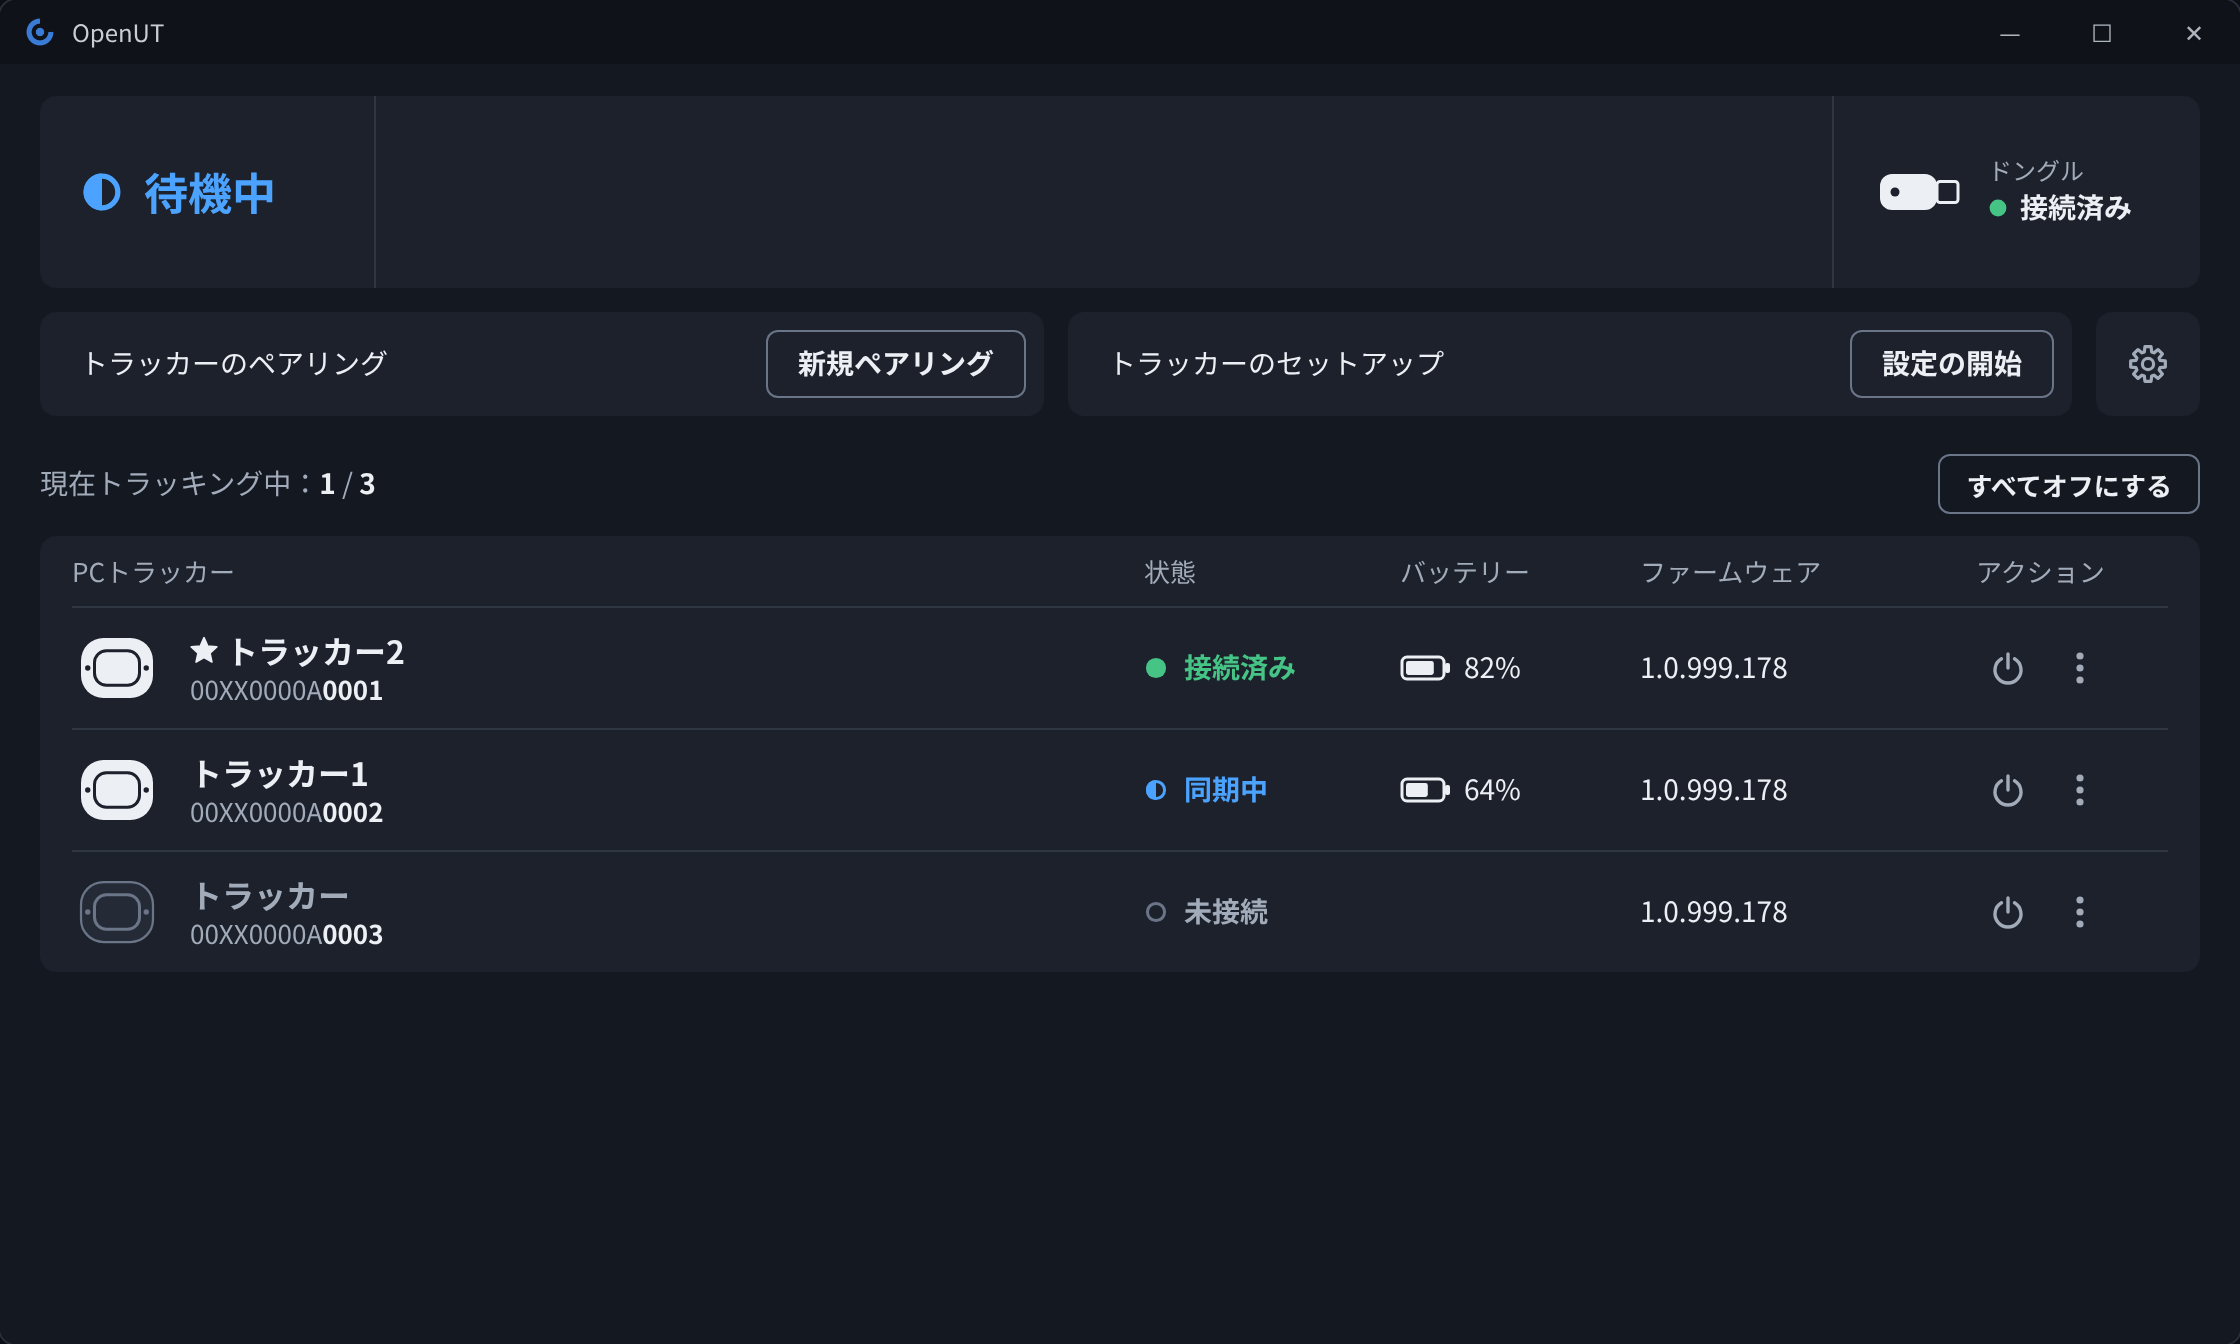 OpenUT
待機中
ドングル
接続済み
トラッカーのペアリング
新規ペアリング
トラッカーのセットアップ
設定の開始
現在トラッキング中：1 / 3
すべてオフにする
PCトラッカー 状態 バッテリー ファームウェア アクション
トラッカー2
00XX0000A0001
接続済み 82% 1.0.999.178
トラッカー1
00XX0000A0002
同期中 64% 1.0.999.178
トラッカー
00XX0000A0003
未接続 1.0.999.178